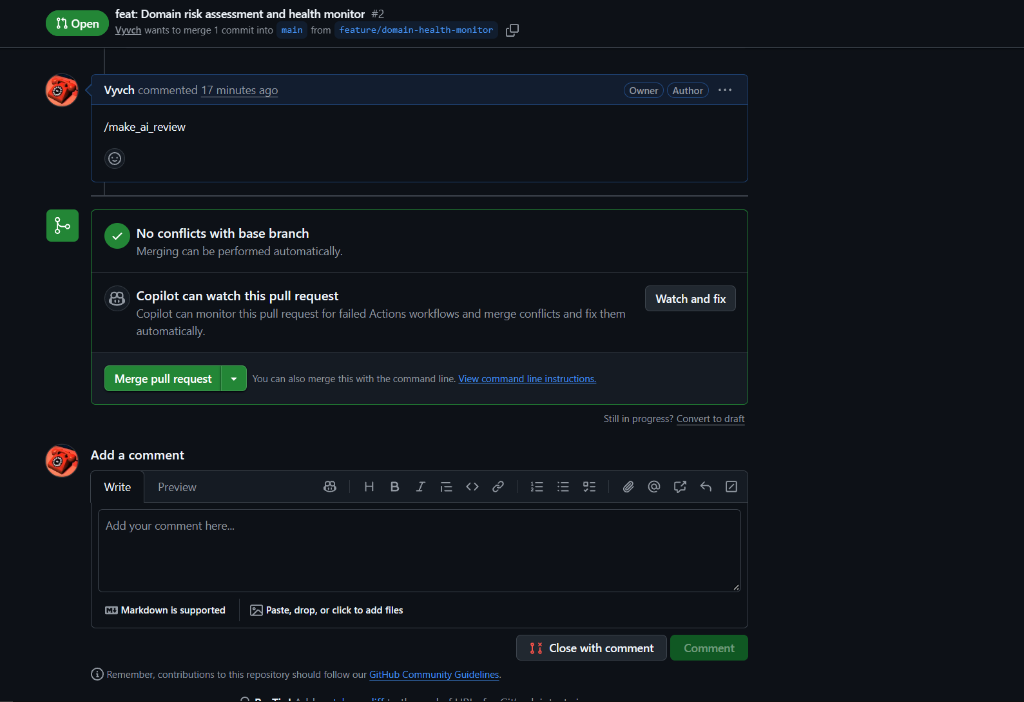 Open
feat: Domain risk assessment and health monitor #2
Vyvch wants to merge 1 commit into main from feature/domain-health-monitor
Vyvch commented 17 minutes ago
Owner
Author
/make_ai_review
No conflicts with base branch
Merging can be performed automatically.
Copilot can watch this pull request
Copilot can monitor this pull request for failed Actions workflows and merge conflicts and fix them
automatically.
Watch and fix
Merge pull request
You can also merge this with the command line. View command line instructions.
Still in progress? Convert to draft
Add a comment
Write
Preview
Add your comment here...
Markdown is supported
Paste, drop, or click to add files
Close with comment
Comment
Remember, contributions to this repository should follow our GitHub Community Guidelines.